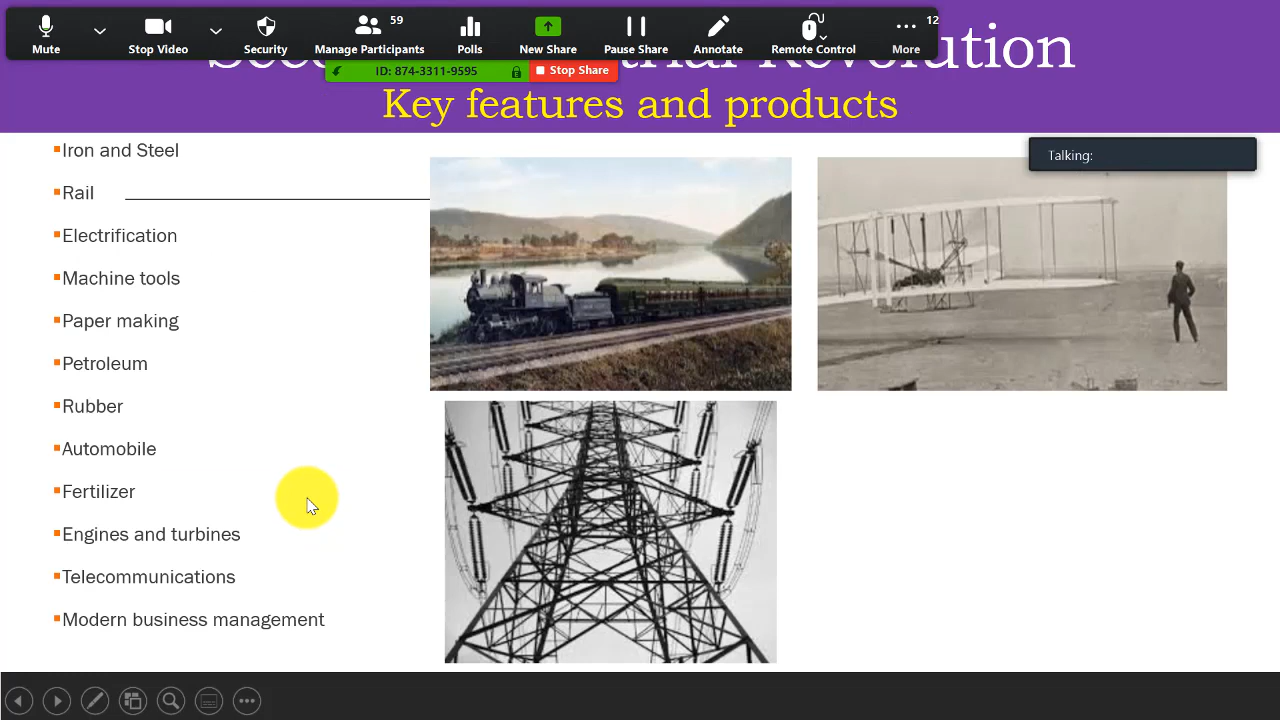 Mute
Stop Video
Security
59
Manage Participants
Polls
New Share
Pause Share
Annotate
Remote Control
12
More
ID: 874-3311-9595
Stop Share
Revolution
Key features and products
Talking:
Iron and Steel
Rail
Electrification
Machine tools
Paper making
Petroleum
Rubber
Automobile
Fertilizer
Engines and turbines
Telecommunications
Modern business management